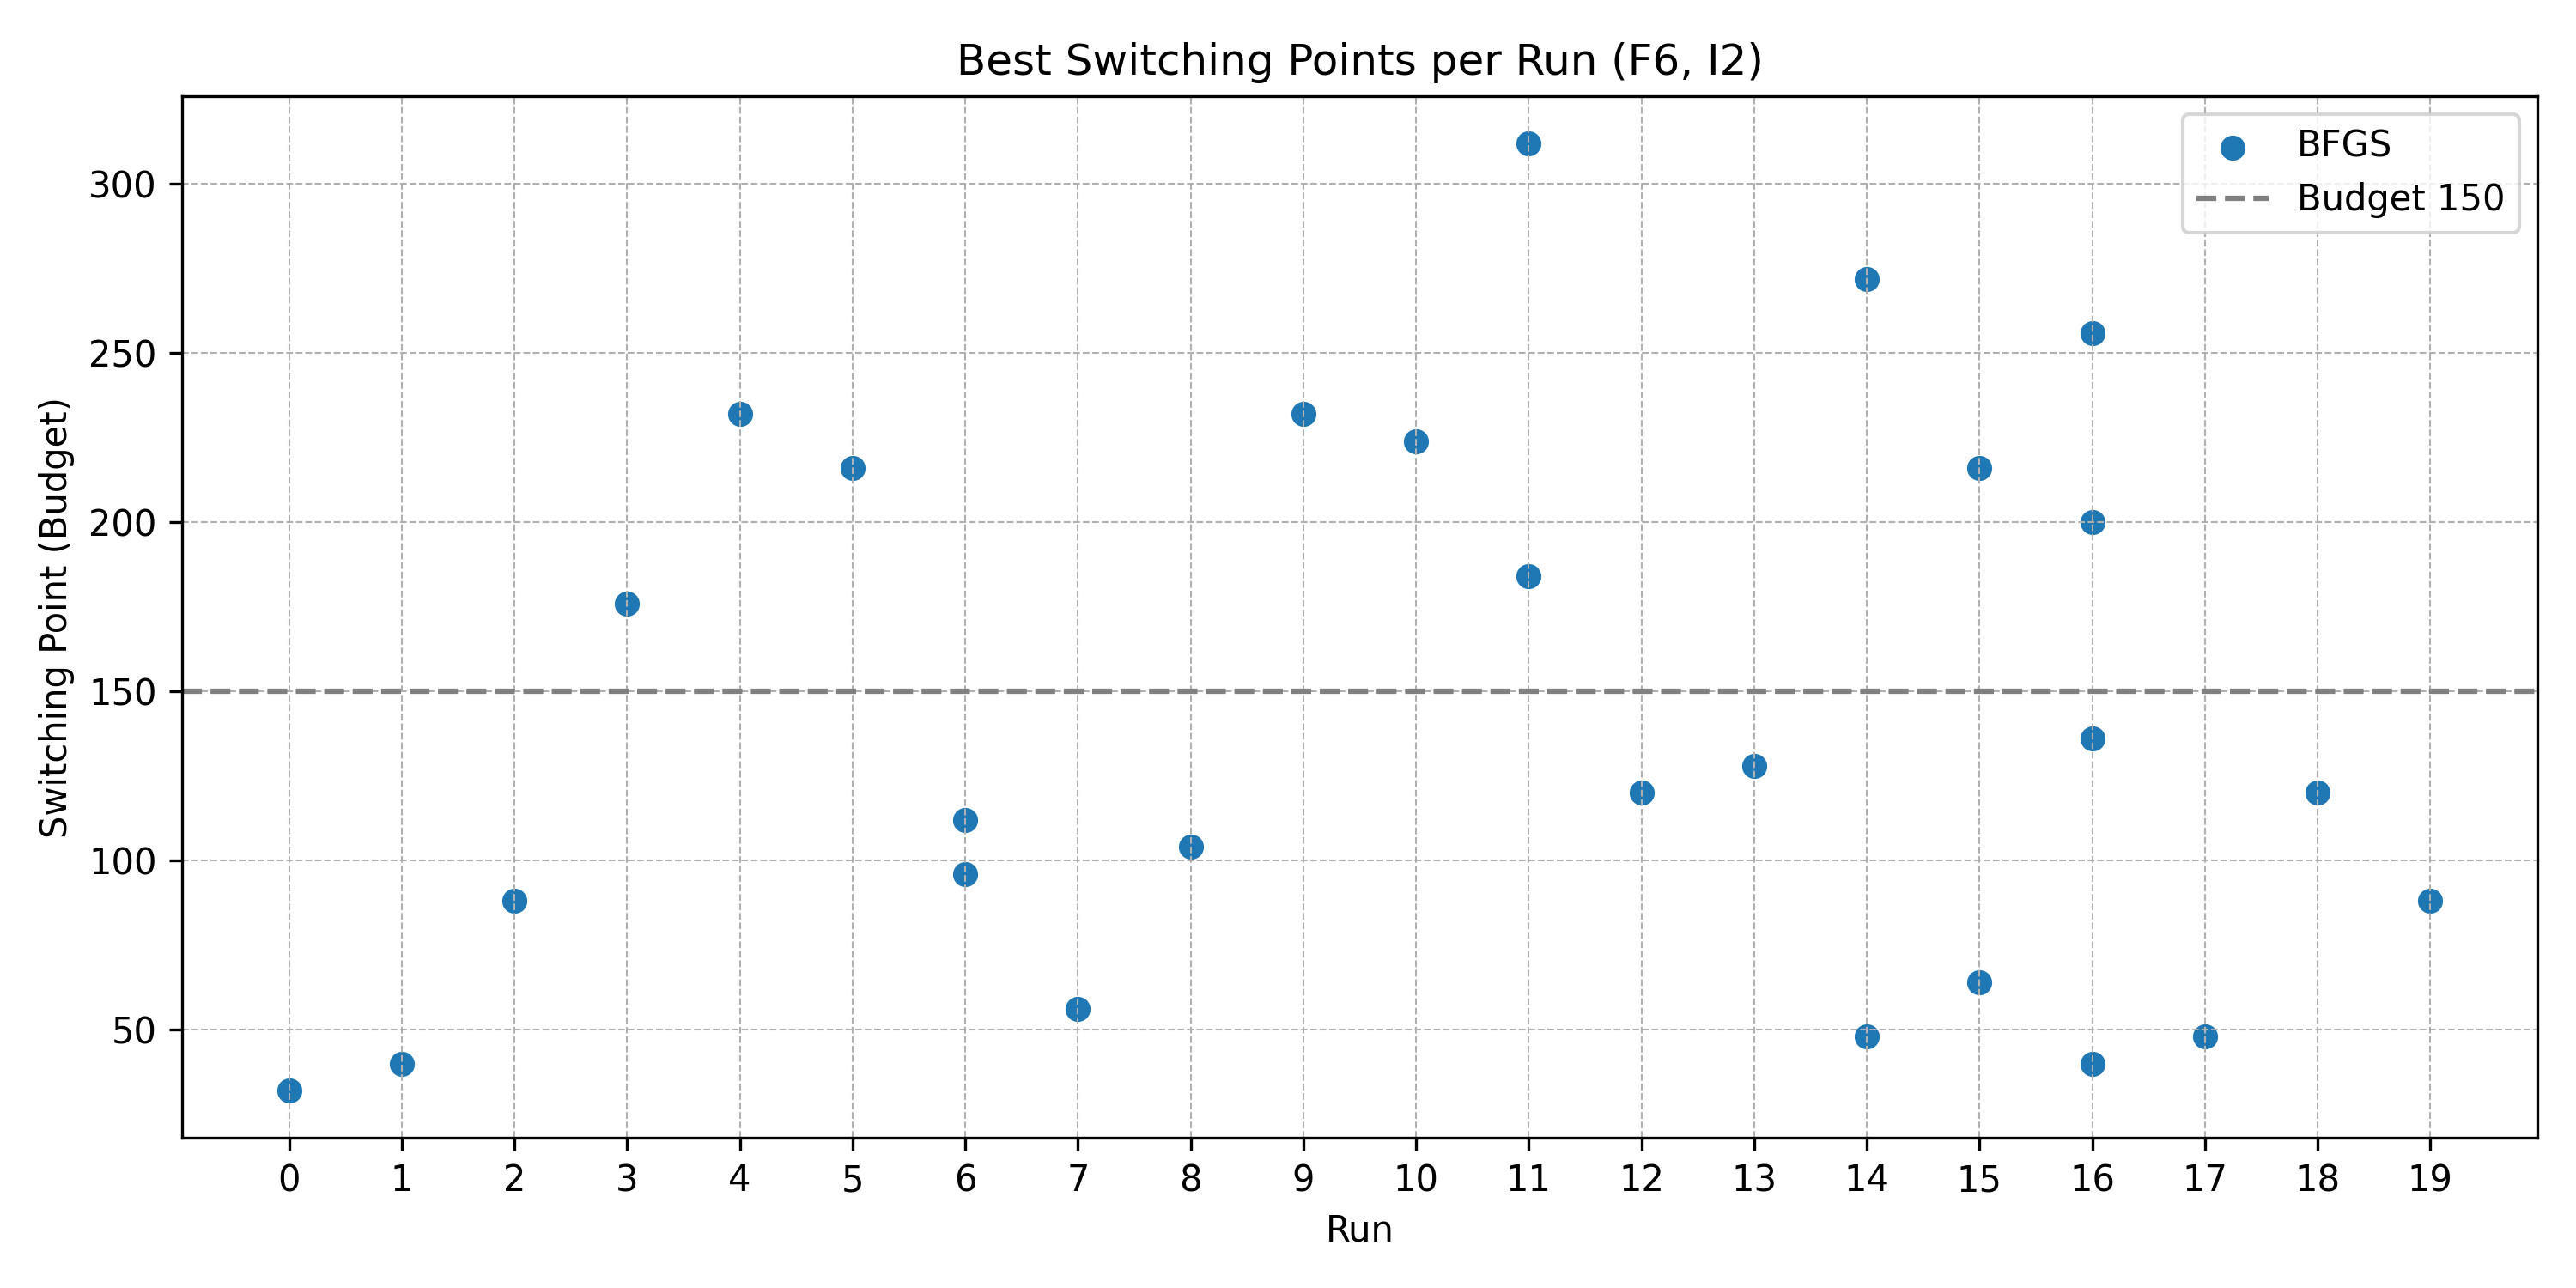 Best Switching Points per Run (F6, I2)
BFGS
Budget 150
Switching Point (Budget)
300
250
200
150
100
50
0 1 2 3 4 5 6 7 8 9 10 11 12 13 14 15 16 17 18 19
Run